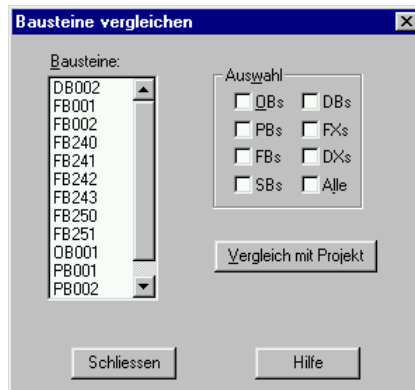 Bausteine vergleichen
Bausteine:
DB002
FB001
FB002
FB240
FB241
FB242
FB243
FB250
FB251
OB001
PB001
PB002
Auswahl
OBs DBs
PBs FXs
FBs DXs
SBs Alle
Vergleich mit Projekt
Schliessen Hilfe